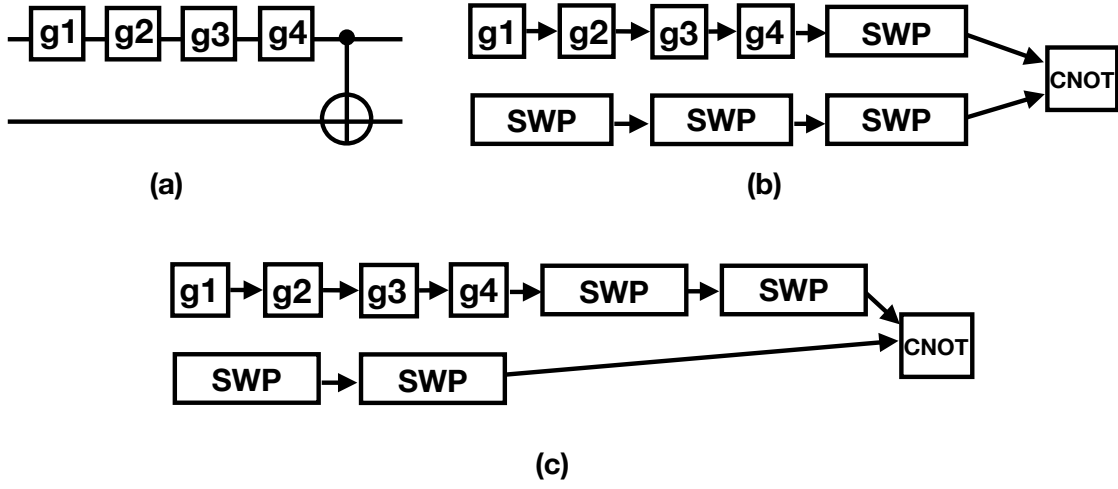 g1 g2 g3 g4
(a)
g1 g2 g3 g4 SWP
CNOT
SWP SWP SWP
(b)
g1 g2 g3 g4 SWP SWP
CNOT
SWP SWP
(c)